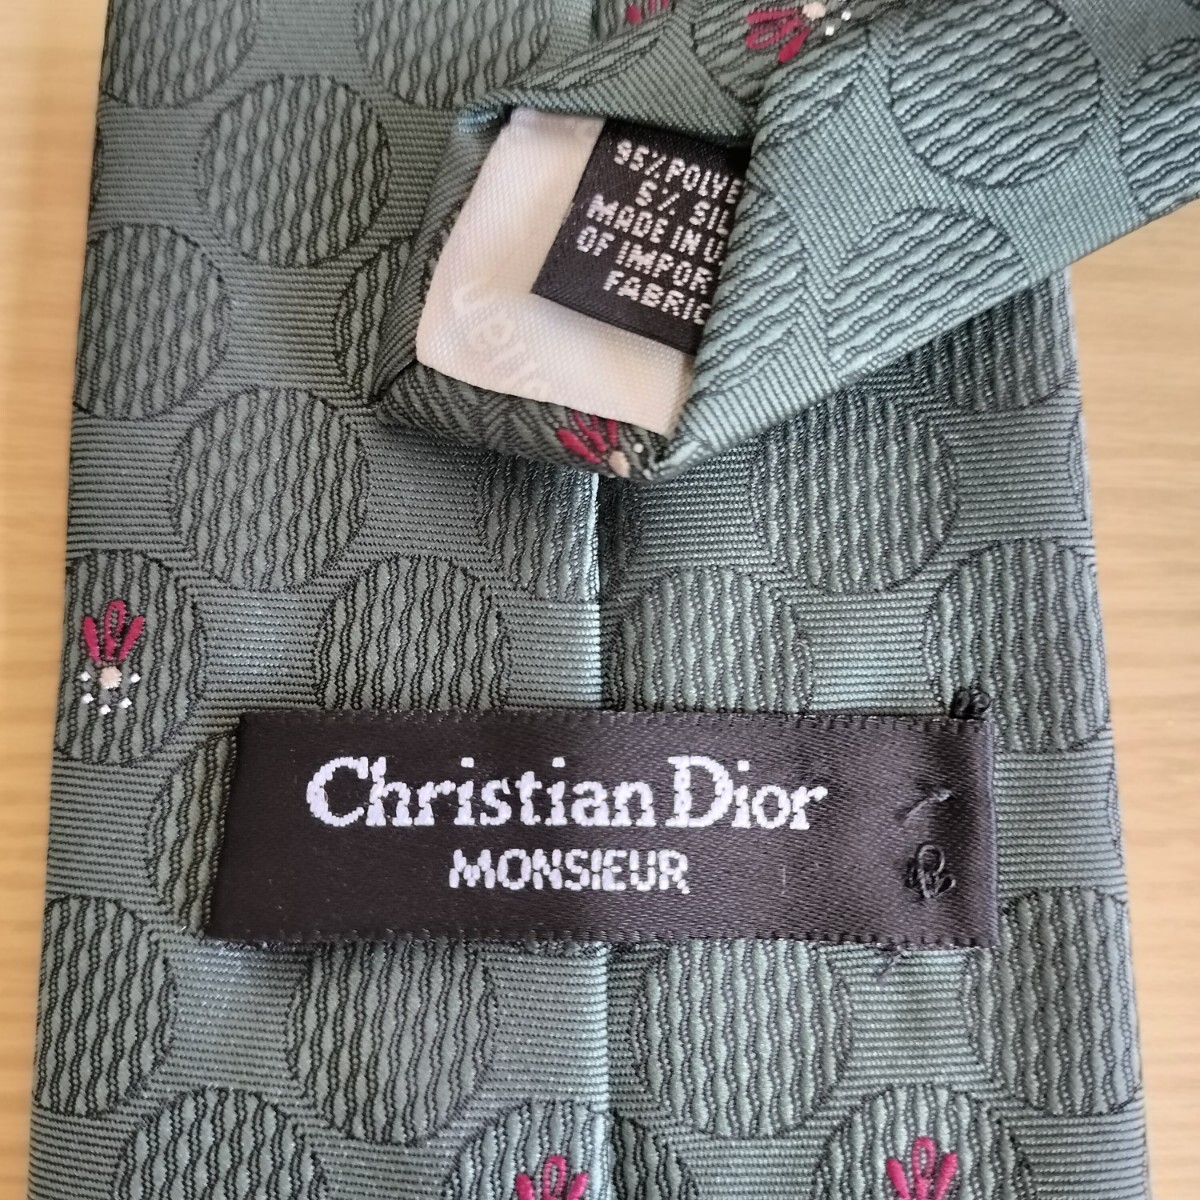 95% POLYE
5% SIL
MADE IN U
OF IMPOR
FABRIC
Christian Dior
MONSIEUR